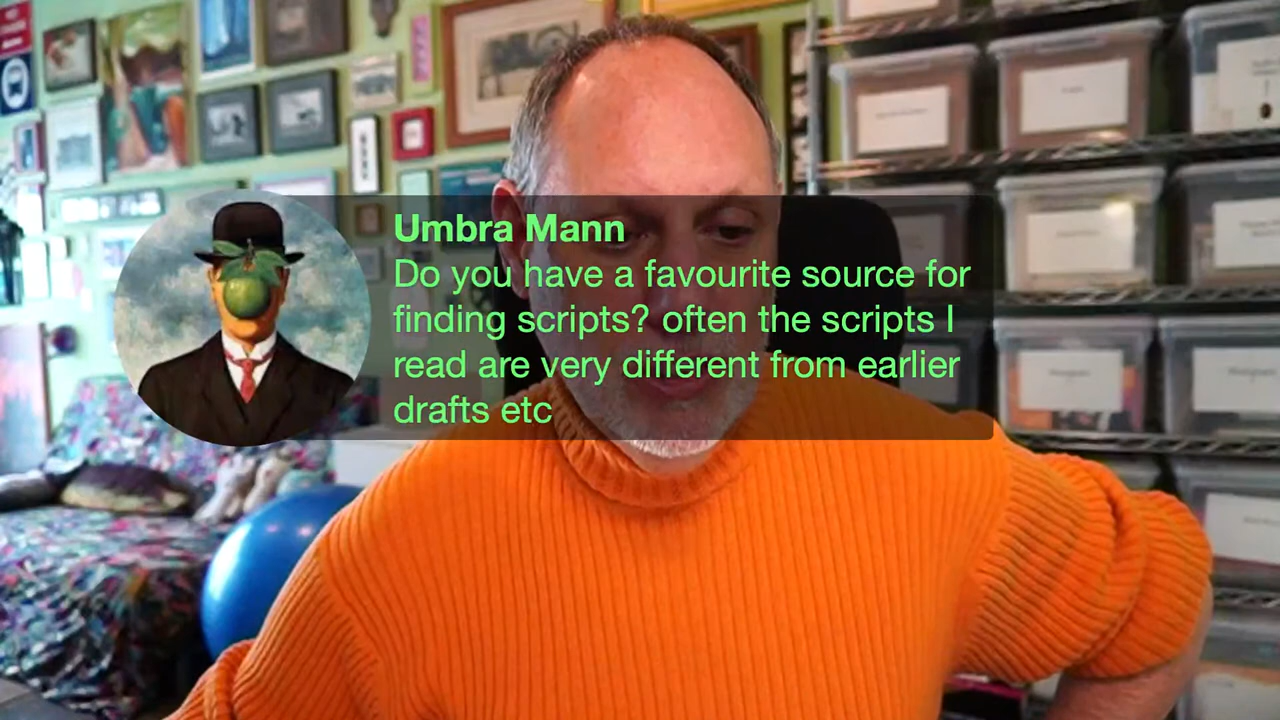 Umbra Mann
Do you have a favourite source for
finding scripts? often the scripts I
read are very different from earlier
drafts etc